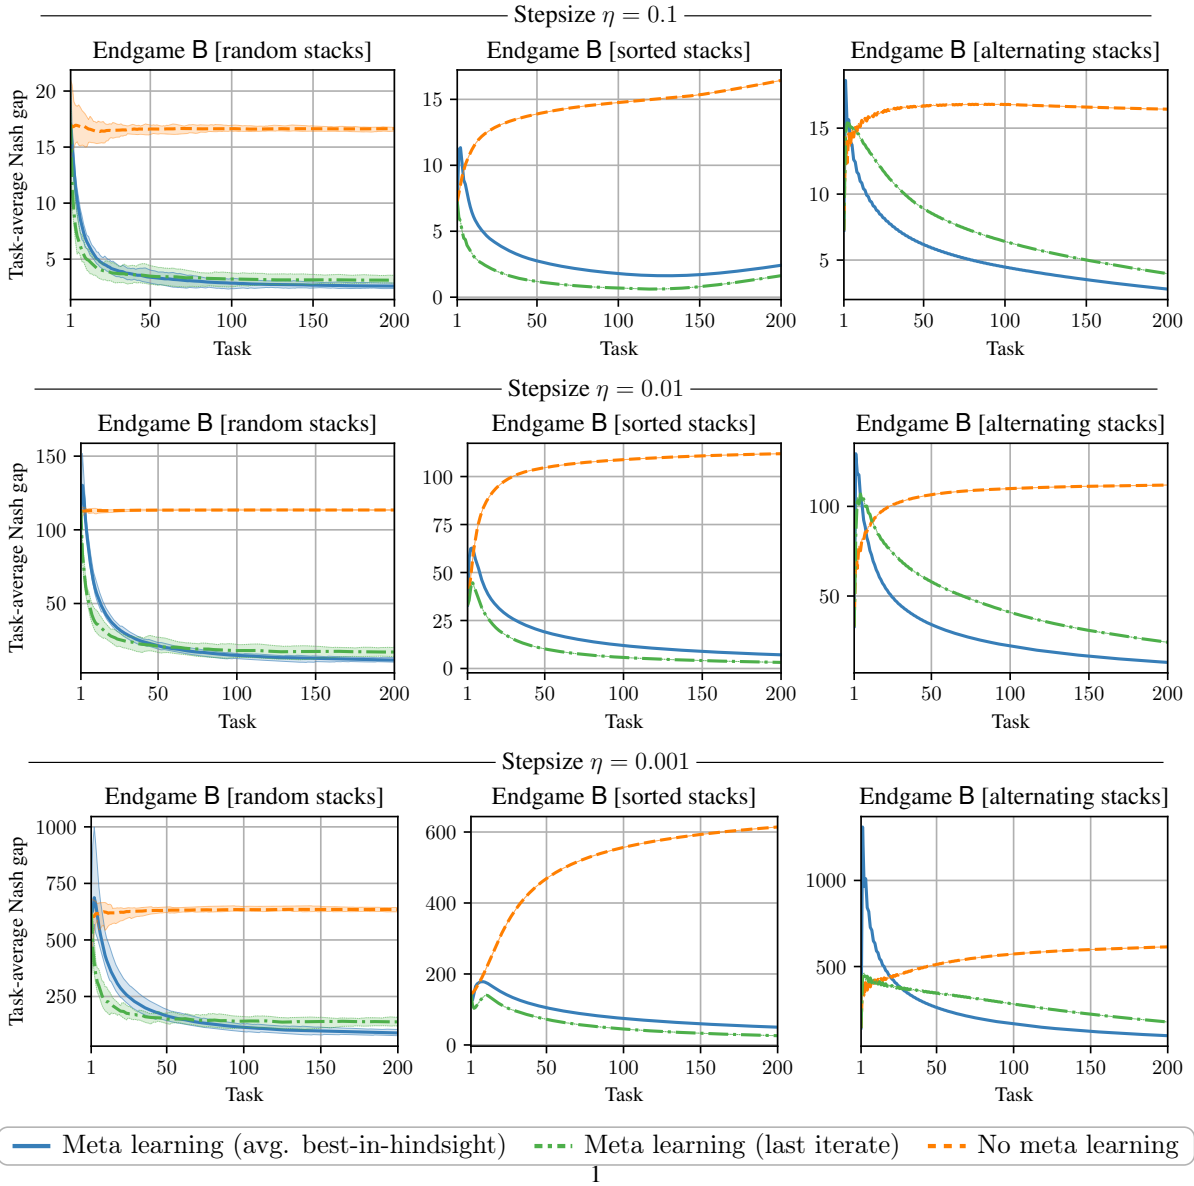 Stepsize η = 0.1
Endgame B [random stacks]
Endgame B [sorted stacks]
Endgame B [alternating stacks]
Task-average Nash gap
20
15
10
5
1
50
100
150
200
Task
15
10
5
0
1
50
100
150
200
Task
15
10
5
1
50
100
150
200
Task
Stepsize η = 0.01
Endgame B [random stacks]
Endgame B [sorted stacks]
Endgame B [alternating stacks]
Task-average Nash gap
150
100
50
1
50
100
150
200
Task
100
75
50
25
0
1
50
100
150
200
Task
100
50
1
50
100
150
200
Task
Stepsize η = 0.001
Endgame B [random stacks]
Endgame B [sorted stacks]
Endgame B [alternating stacks]
Task-average Nash gap
1000
750
500
250
1
50
100
150
200
Task
600
400
200
0
1
50
100
150
200
Task
1000
500
1
50
100
150
200
Task
Meta learning (avg. best-in-hindsight)
Meta learning (last iterate)
No meta learning
1